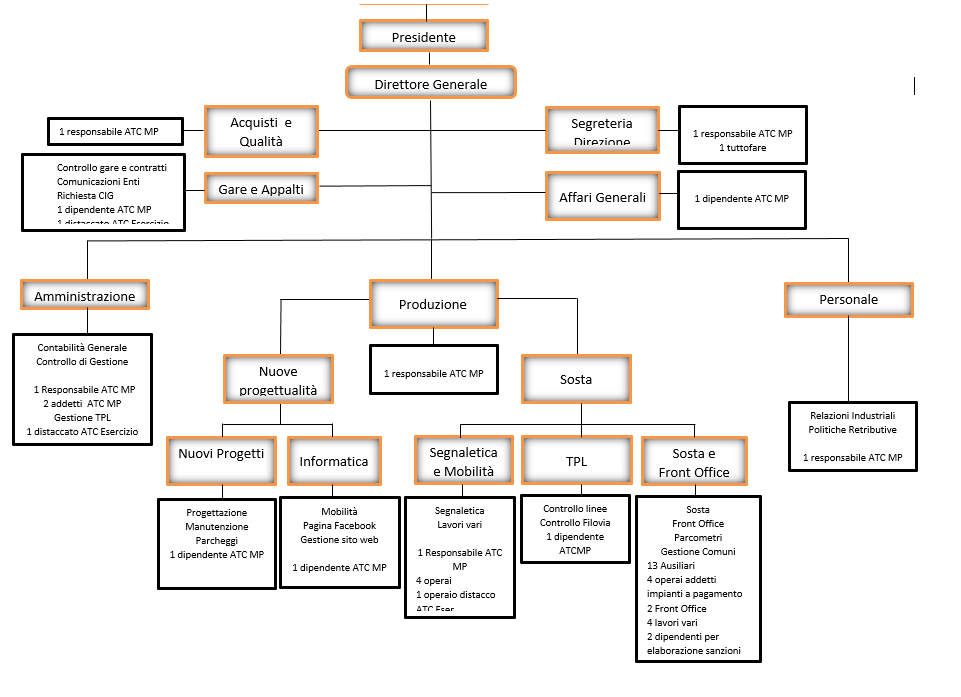 Presidente
Direttore Generale
Acquisti e
Qualità
1 responsabile ATC MP
Segreteria
Direzione
1 responsabile ATC MP
1 tuttofare
Controllo gare e contratti
Comunicazioni Enti
Richiesta CIG
1 dipendente ATC MP
1 distaccato ATC Esercizio
Gare e Appalti
Affari Generali
1 dipendente ATC MP
Amministrazione
Produzione
Personale
Contabilità Generale
Controllo di Gestione
1 Responsabile ATC MP
2 addetti ATC MP
Gestione TPL
1 distaccato ATC Esercizio
1 responsabile ATC MP
Nuove
progettualità
Sosta
Relazioni Industriali
Politiche Retributive
1 responsabile ATC MP
Nuovi Progetti
Informatica
Segnaletica
e Mobilità
TPL
Sosta e
Front Office
Progettazione
Manutenzione
Parcheggi
1 dipendente ATC MP
Mobilità
Pagina Facebook
Gestione sito web
1 dipendente ATC MP
Segnaletica
Lavori vari
1 Responsabile ATC
MP
4 operai
1 operaio distacco
ATC Eser
Controllo linee
Controllo Filovia
1 dipendente
ATCMP
Sosta
Front Office
Parcometri
Gestione Comuni
13 Ausiliari
4 operai addetti
impianti a pagamento
2 Front Office
4 lavori vari
2 dipendenti per
elaborazione sanzioni